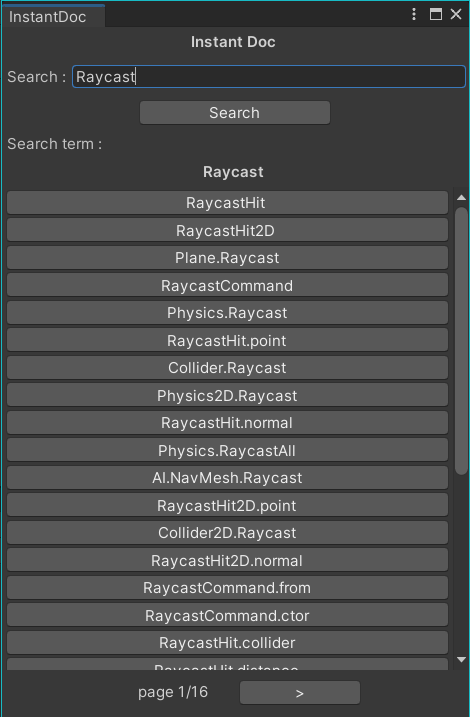 InstantDoc
Instant Doc
Search : Raycast
Search
Search term :
Raycast
RaycastHit
RaycastHit2D
Plane.Raycast
RaycastCommand
Physics.Raycast
RaycastHit.point
Collider.Raycast
Physics2D.Raycast
RaycastHit.normal
Physics.RaycastAll
AI.NavMesh.Raycast
RaycastHit2D.point
Collider2D.Raycast
RaycastHit2D.normal
RaycastCommand.from
RaycastCommand.ctor
RaycastHit.collider
RaycastHit.distance
page 1/16 >